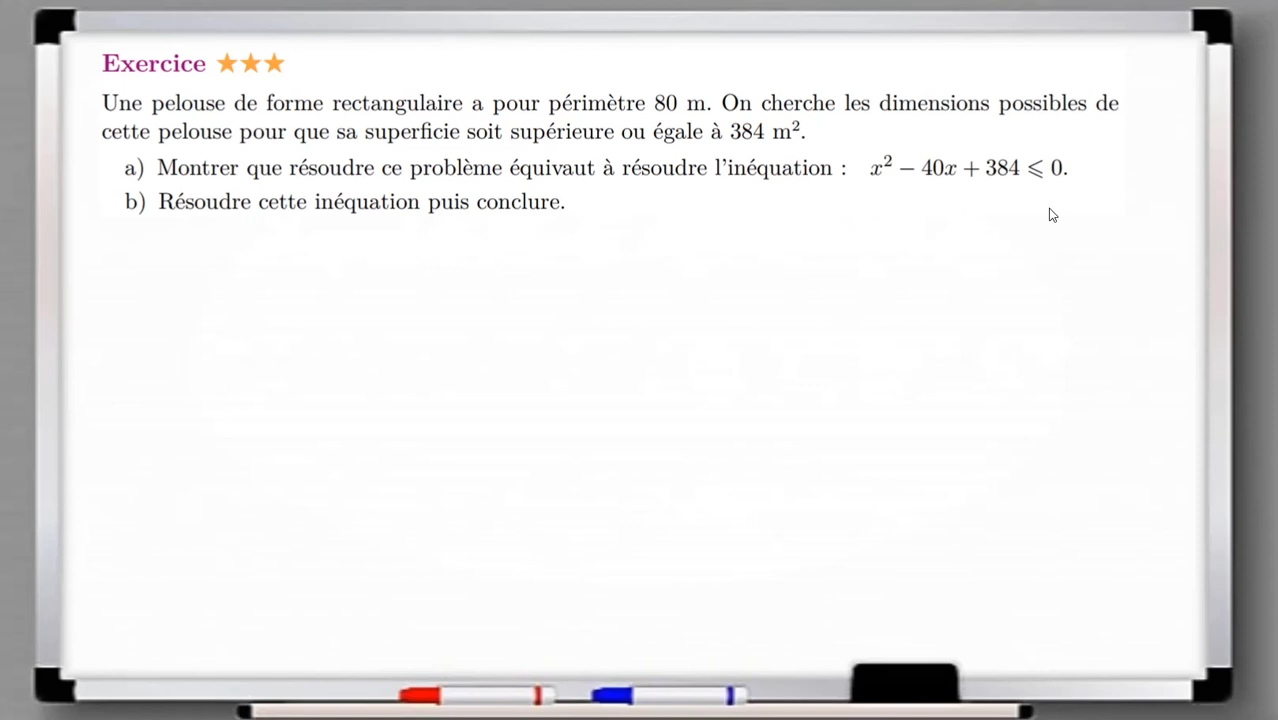 Exercice ★★★
Une pelouse de forme rectangulaire a pour périmètre 80 m. On cherche les dimensions possibles de
cette pelouse pour que sa superficie soit supérieure ou égale à 384 m².
a) Montrer que résoudre ce problème équivaut à résoudre l'inéquation : x² − 40x + 384 ⩽ 0.
b) Résoudre cette inéquation puis conclure.